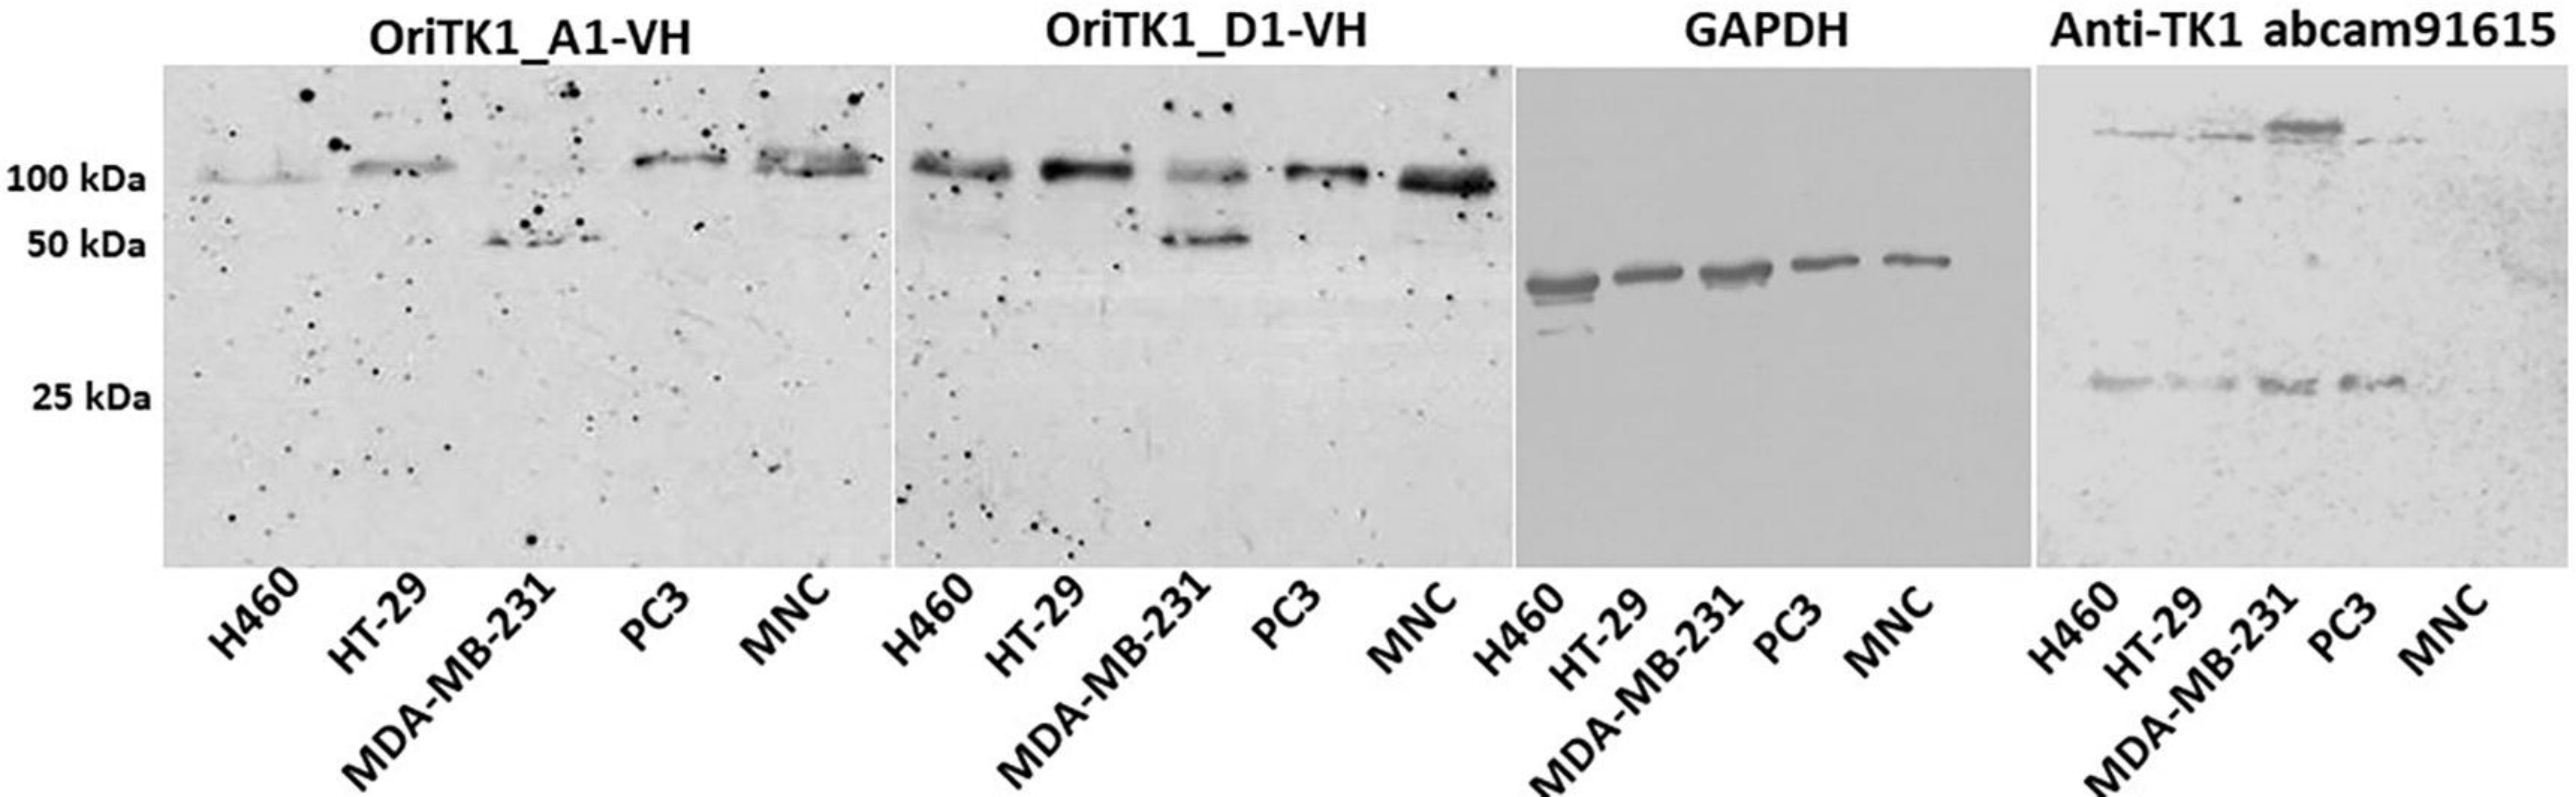 OriTK1_A1-VH
OriTK1_D1-VH
GAPDH
Anti-TK1 abcam91615
100 kDa
50 kDa
25 kDa
H460
HT-29
MDA-MB-231
PC3
MNC
H460
HT-29
MDA-MB-231
PC3
MNC
H460
HT-29
MDA-MB-231
PC3
MNC
H460
HT-29
MDA-MB-231
PC3
MNC